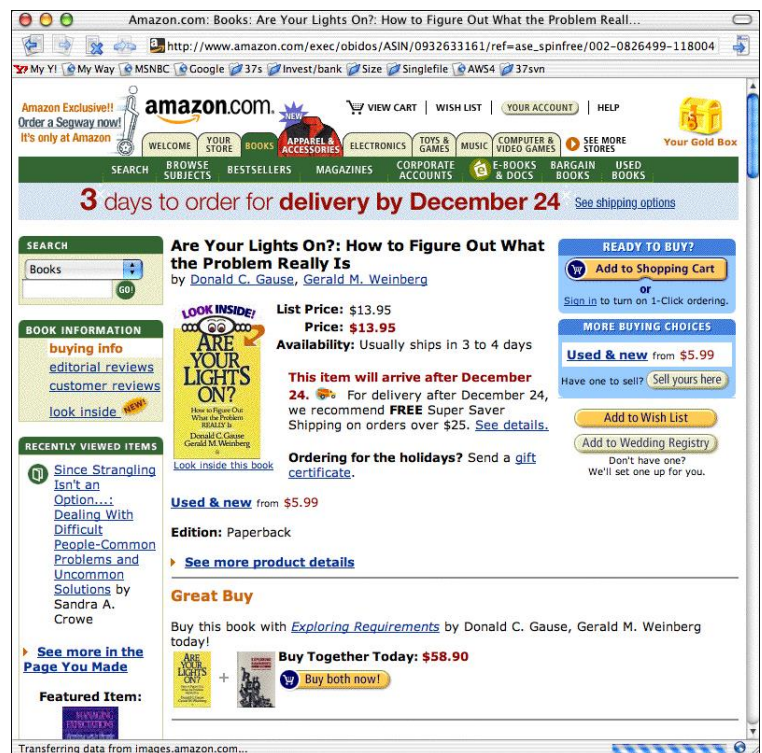 Amazon.com: Books: Are Your Lights On?: How to Figure Out What the Problem Reall...
http://www.amazon.com/exec/obidos/ASIN/0932633161/ref=ase_spinfree/002-0826499-118004
My Y! My Way MSNBC Google 37s Invest/bank Size Singlefile AWS4 37svn
Amazon Exclusive!!
Order a Segway now!
It's only at Amazon
amazon.com.
NEW
VIEW CART | WISH LIST | YOUR ACCOUNT | HELP
Your Gold Box
WELCOME
YOUR STORE
BOOKS
APPAREL & ACCESSORIES
ELECTRONICS
TOYS & GAMES
MUSIC
COMPUTER & VIDEO GAMES
SEE MORE STORES
SEARCH
BROWSE SUBJECTS
BESTSELLERS
MAGAZINES
CORPORATE ACCOUNTS
E-BOOKS & DOCS
BARGAIN BOOKS
USED BOOKS
3 days to order for delivery by December 24 See shipping options
SEARCH
Books
GO!
BOOK INFORMATION
buying info
editorial reviews
customer reviews
look inside NEW!
RECENTLY VIEWED ITEMS
Since Strangling
Isn't an
Option...:
Dealing With
Difficult
People-Common
Problems and
Uncommon
Solutions by
Sandra A.
Crowe
See more in the
Page You Made
Featured Item:
MANAGING
EXPECTATIONS
Are Your Lights On?: How to Figure Out What
the Problem Really Is
by Donald C. Gause, Gerald M. Weinberg
LOOK INSIDE!
ARE
YOUR
LIGHTS
ON?
How to Figure Out
What the Problem
REALLY Is
Donald C. Gause
Gerald M. Weinberg
Look inside this book
List Price: $13.95
Price: $13.95
Availability: Usually ships in 3 to 4 days
This item will arrive after December
24. For delivery after December 24,
we recommend FREE Super Saver
Shipping on orders over $25. See details.
Ordering for the holidays? Send a gift
certificate.
Used & new from $5.99
Edition: Paperback
See more product details
Great Buy
Buy this book with Exploring Requirements by Donald C. Gause, Gerald M. Weinberg
today!
ARE
YOUR
LIGHTS
ON?
+
Buy Together Today: $58.90
Buy both now!
READY TO BUY?
Add to Shopping Cart
or
Sign in to turn on 1-Click ordering.
MORE BUYING CHOICES
Used & new from $5.99
Have one to sell? Sell yours here
Add to Wish List
Add to Wedding Registry
Don't have one?
We'll set one up for you.
Transferring data from images.amazon.com...